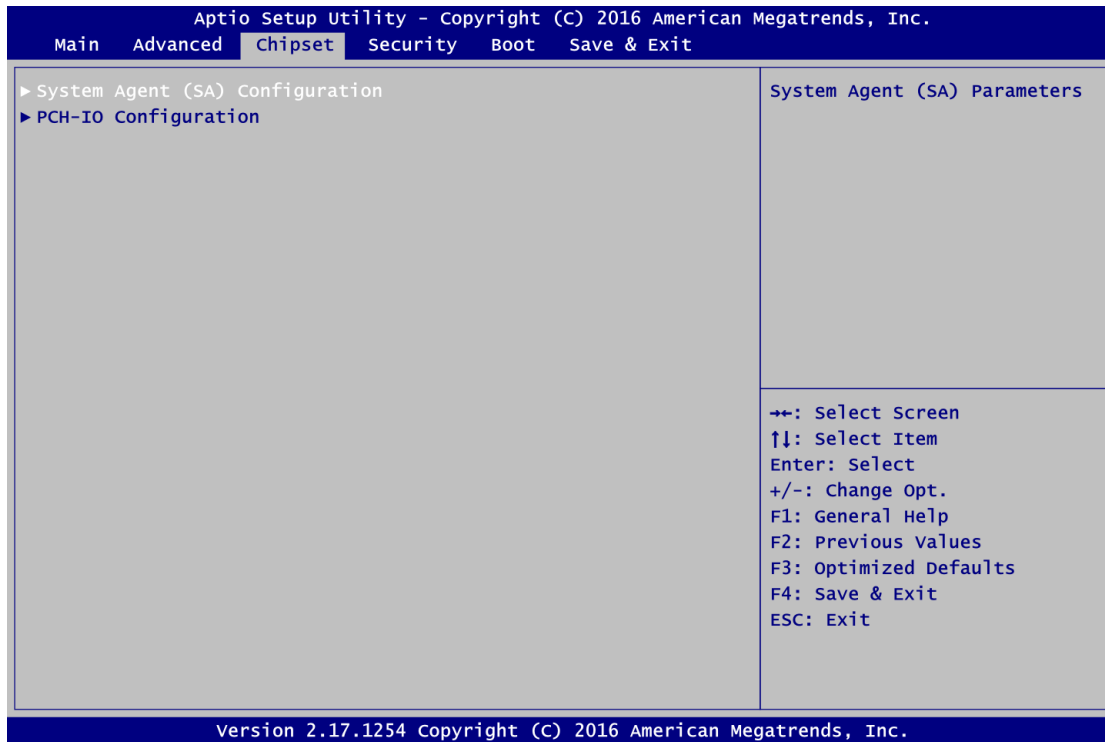 Aptio Setup Utility - Copyright (C) 2016 American Megatrends, Inc.
Main Advanced Chipset Security Boot Save & Exit
▶ System Agent (SA) Configuration
▶ PCH-IO Configuration
System Agent (SA) Parameters
→←: Select Screen
↑↓: Select Item
Enter: Select
+/-: Change Opt.
F1: General Help
F2: Previous Values
F3: Optimized Defaults
F4: Save & Exit
ESC: Exit
Version 2.17.1254 Copyright (C) 2016 American Megatrends, Inc.